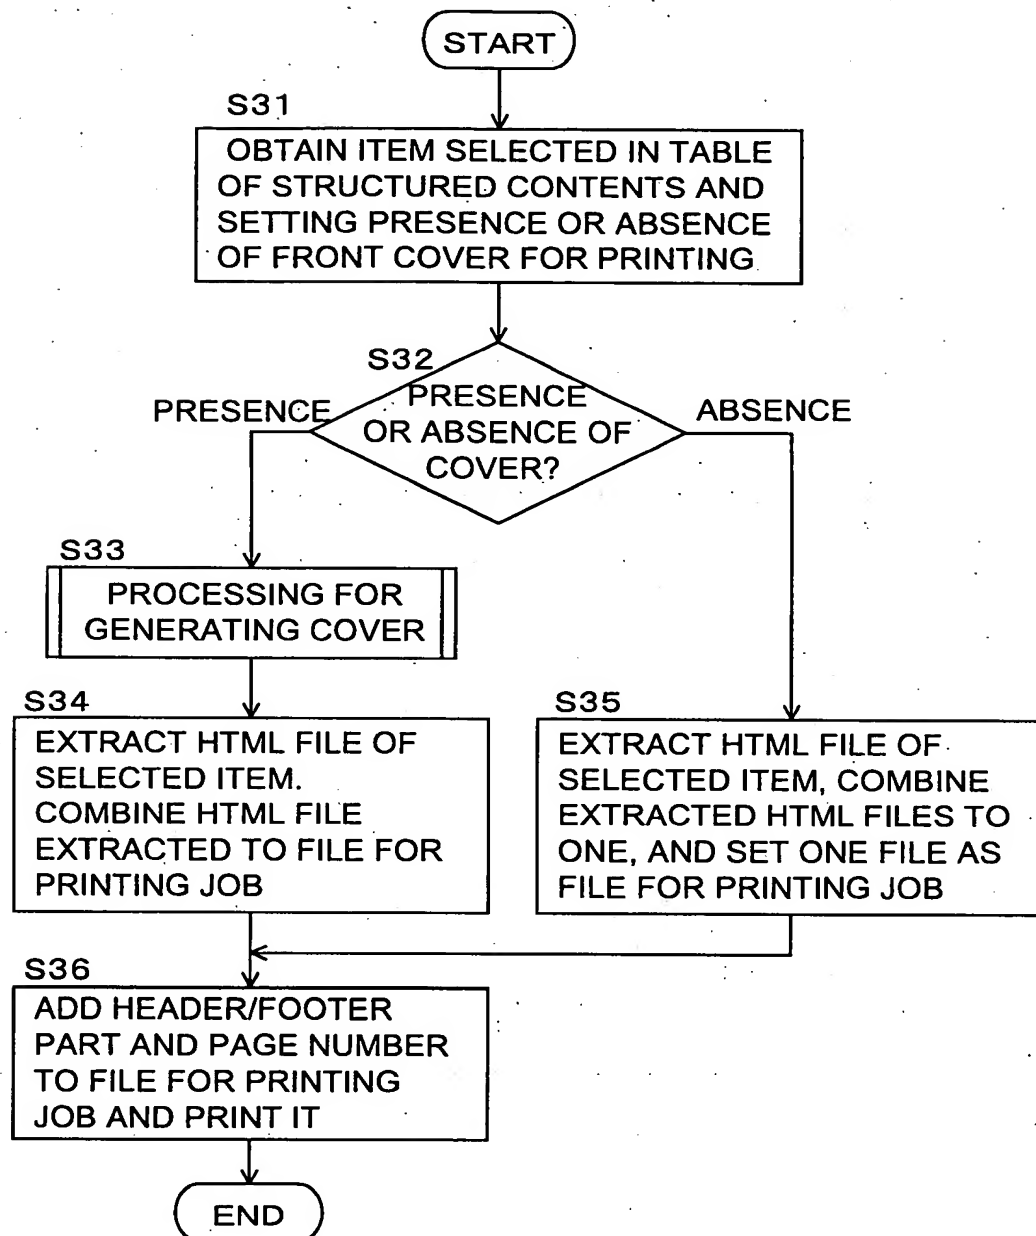 START
S31
OBTAIN ITEM SELECTED IN TABLE
OF STRUCTURED CONTENTS AND
SETTING PRESENCE OR ABSENCE
OF FRONT COVER FOR PRINTING
S32
PRESENCE
PRESENCE
OR ABSENCE OF
COVER?
ABSENCE
S33
PROCESSING FOR
GENERATING COVER
S34
EXTRACT HTML FILE OF
SELECTED ITEM.
COMBINE HTML FILE
EXTRACTED TO FILE FOR
PRINTING JOB
S35
EXTRACT HTML FILE OF
SELECTED ITEM, COMBINE
EXTRACTED HTML FILES TO
ONE, AND SET ONE FILE AS
FILE FOR PRINTING JOB
S36
ADD HEADER/FOOTER
PART AND PAGE NUMBER
TO FILE FOR PRINTING
JOB AND PRINT IT
END